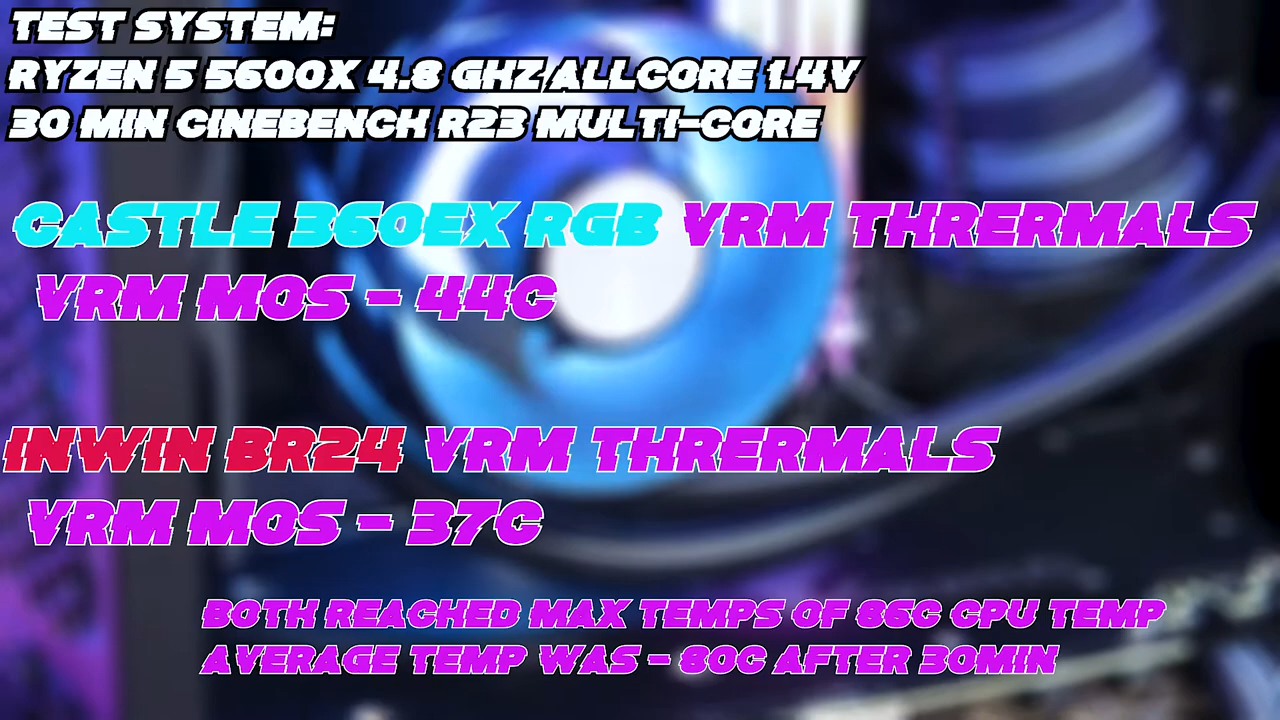 TEST SYSTEM:
RYZEN 5 5600X 4.8 GHZ ALLCORE 1.4V
30 MIN CINEBENCH R23 MULTI-CORE
CASTLE 360EX RGB VRM THRERMALS
VRM MOS - 44C
INWIN BR24 VRM THRERMALS
VRM MOS - 37C
BOTH REACHED MAX TEMPS OF 86C CPU TEMP
AVERAGE TEMP WAS - 80C AFTER 30MIN